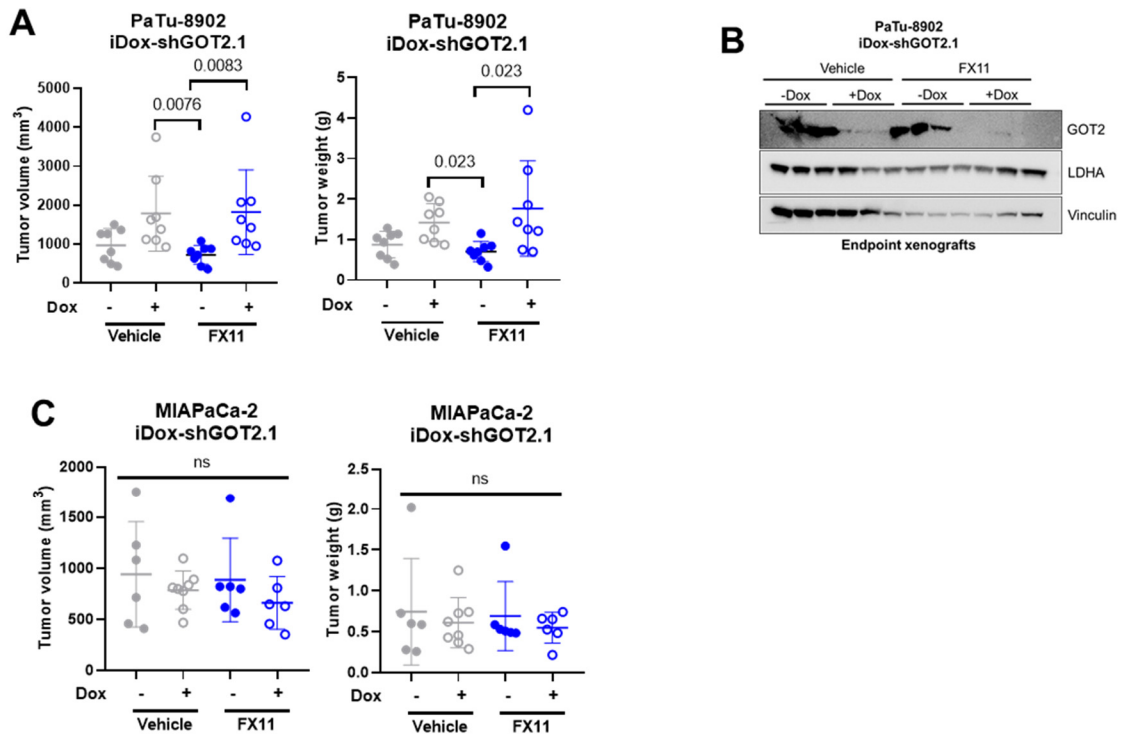 A
PaTu-8902
iDox-shGOT2.1
0.0083
0.0076
Tumor volume (mm3)
5000
4000
3000
2000
1000
0
Dox
- + - +
Vehicle FX11
PaTu-8902
iDox-shGOT2.1
0.023
0.023
Tumor weight (g)
5
4
3
2
1
0
Dox
- + - +
Vehicle FX11
B
PaTu-8902
iDox-shGOT2.1
Vehicle FX11
-Dox +Dox -Dox +Dox
GOT2
LDHA
Vinculin
Endpoint xenografts
C
MIAPaCa-2
iDox-shGOT2.1
ns
Tumor volume (mm3)
2000
1500
1000
500
0
Dox - + - +
Vehicle FX11
MIAPaCa-2
iDox-shGOT2.1
ns
Tumor weight (g)
2.5
2.0
1.5
1.0
0.5
0.0
Dox - + - +
Vehicle FX11